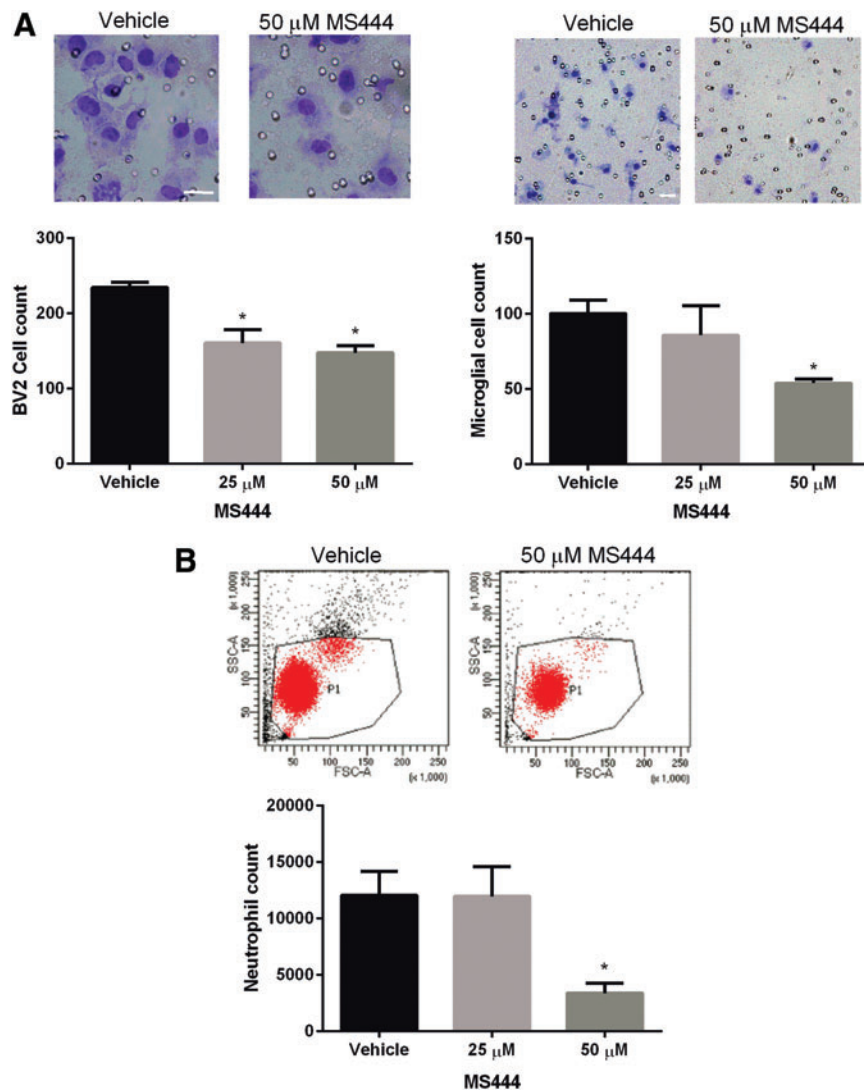 A
Vehicle
50 μM MS444
Vehicle
50 μM MS444
BV2 Cell count
300
200
100
0
*
*
Vehicle
25 μM
50 μM
MS444
Microglial cell count
150
100
50
0
*
Vehicle
25 μM
50 μM
MS444
B
Vehicle
50 μM MS444
SSC-A
(x 1,000)
250
200
150
100
50
P1
50
100
150
200
250
FSC-A
(x 1,000)
SSC-A
(x 1,000)
250
200
150
100
50
P1
50
100
150
200
250
FSC-A
(x 1,000)
Neutrophil count
20000
15000
10000
5000
0
*
Vehicle
25 μM
50 μM
MS444